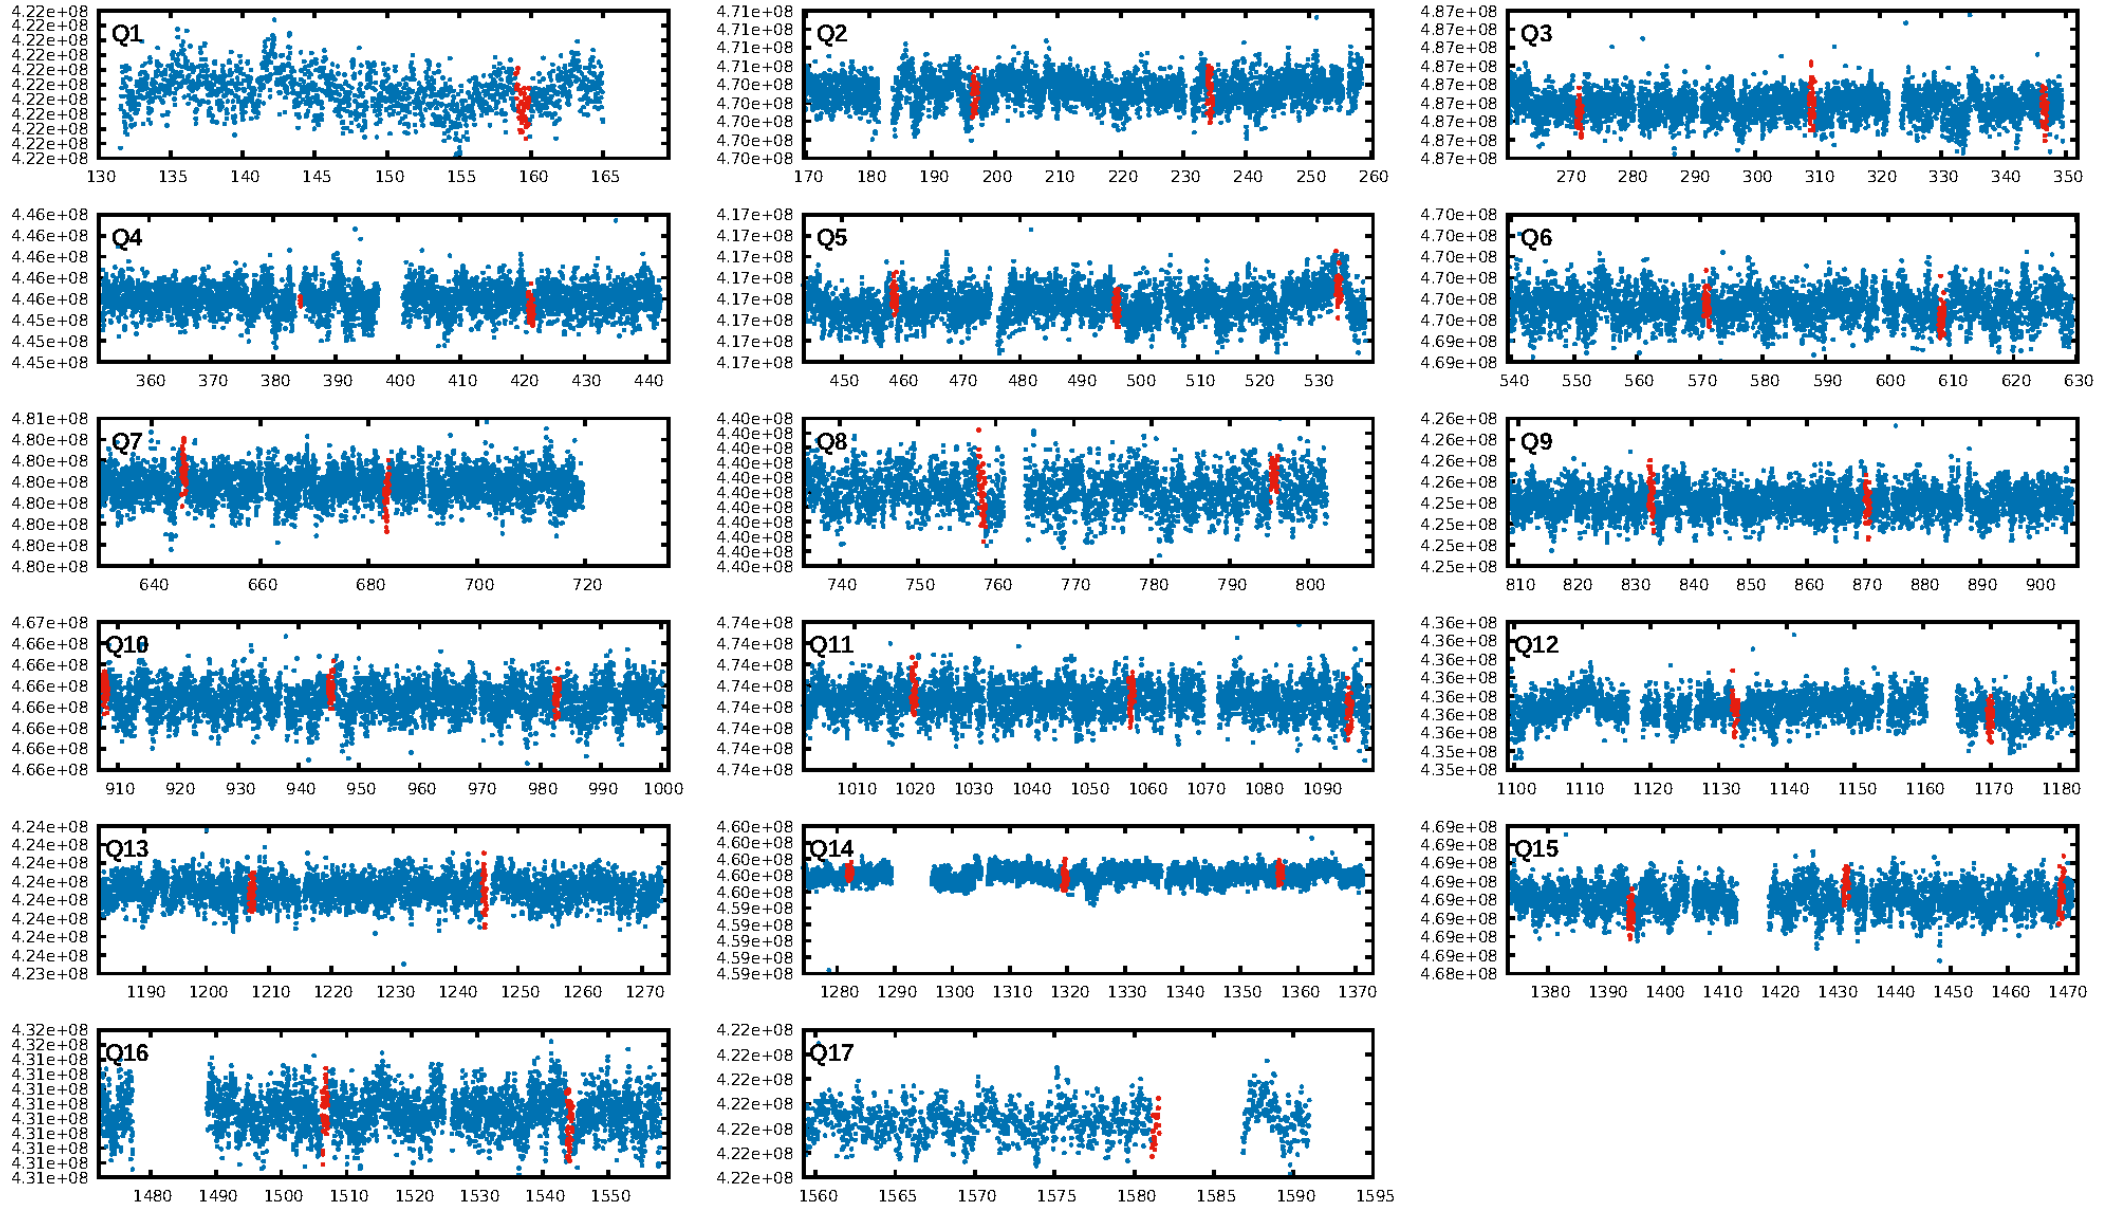 4.22e+08
4.22e+08
4.22e+08
4.22e+08
4.22e+08
4.22e+08
4.22e+08
4.22e+08
4.22e+08
4.22e+08
4.22e+08
Q1
130 135 140 145 150 155 160 165
4.71e+08
4.71e+08
4.71e+08
4.71e+08
4.70e+08
4.70e+08
4.70e+08
4.70e+08
4.70e+08
Q2
170 180 190 200 210 220 230 240 250 260
4.87e+08
4.87e+08
4.87e+08
4.87e+08
4.87e+08
4.87e+08
4.87e+08
4.87e+08
4.87e+08
Q3
270 280 290 300 310 320 330 340 350
4.46e+08
4.46e+08
4.46e+08
4.46e+08
4.46e+08
4.45e+08
4.45e+08
4.45e+08
Q4
360 370 380 390 400 410 420 430 440
4.17e+08
4.17e+08
4.17e+08
4.17e+08
4.17e+08
4.17e+08
4.17e+08
4.17e+08
Q5
450 460 470 480 490 500 510 520 530
4.70e+08
4.70e+08
4.70e+08
4.70e+08
4.70e+08
4.70e+08
4.69e+08
4.69e+08
Q6
540 550 560 570 580 590 600 610 620 630
4.81e+08
4.80e+08
4.80e+08
4.80e+08
4.80e+08
4.80e+08
4.80e+08
4.80e+08
Q7
640 660 680 700 720
4.40e+08
4.40e+08
4.40e+08
4.40e+08
4.40e+08
4.40e+08
4.40e+08
4.40e+08
4.40e+08
4.40e+08
4.40e+08
Q8
740 750 760 770 780 790 800
4.26e+08
4.26e+08
4.26e+08
4.26e+08
4.25e+08
4.25e+08
4.25e+08
4.25e+08
Q9
810 820 830 840 850 860 870 880 890 900
4.67e+08
4.66e+08
4.66e+08
4.66e+08
4.66e+08
4.66e+08
4.66e+08
4.66e+08
Q10
910 920 930 940 950 960 970 980 990 1000
4.74e+08
4.74e+08
4.74e+08
4.74e+08
4.74e+08
4.74e+08
4.74e+08
4.74e+08
Q11
1010 1020 1030 1040 1050 1060 1070 1080 1090
4.36e+08
4.36e+08
4.36e+08
4.36e+08
4.36e+08
4.36e+08
4.36e+08
4.35e+08
4.35e+08
Q12
1100 1110 1120 1130 1140 1150 1160 1170 1180
4.24e+08
4.24e+08
4.24e+08
4.24e+08
4.24e+08
4.24e+08
4.24e+08
4.24e+08
4.23e+08
Q13
1190 1200 1210 1220 1230 1240 1250 1260 1270
4.60e+08
4.60e+08
4.60e+08
4.60e+08
4.60e+08
4.59e+08
4.59e+08
4.59e+08
4.59e+08
4.59e+08
Q14
1280 1290 1300 1310 1320 1330 1340 1350 1360 1370
4.69e+08
4.69e+08
4.69e+08
4.69e+08
4.69e+08
4.69e+08
4.69e+08
4.69e+08
4.68e+08
Q15
1380 1390 1400 1410 1420 1430 1440 1450 1460 1470
4.32e+08
4.32e+08
4.31e+08
4.31e+08
4.31e+08
4.31e+08
4.31e+08
4.31e+08
4.31e+08
4.31e+08
4.31e+08
Q16
1480 1490 1500 1510 1520 1530 1540 1550
4.22e+08
4.22e+08
4.22e+08
4.22e+08
4.22e+08
4.22e+08
4.22e+08
Q17
1560 1565 1570 1575 1580 1585 1590 1595